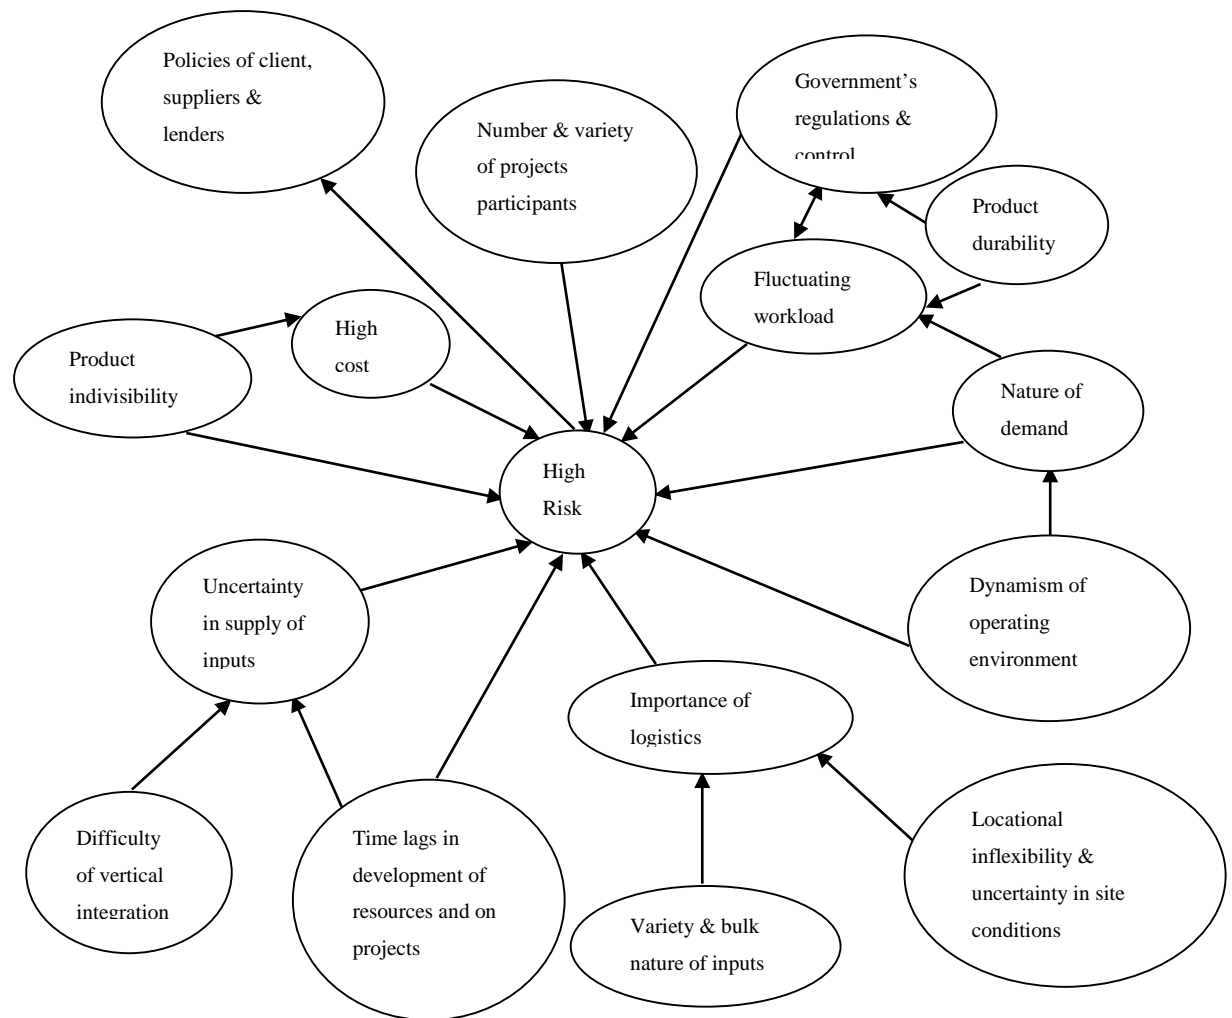 Policies of client,
suppliers &
lenders
Number & variety
of projects
participants
Government’s
regulations &
control
Product
durability
Fluctuating
workload
High
cost
Product
indivisibility
Nature of
demand
High
Risk
Uncertainty
in supply of
inputs
Dynamism of
operating
environment
Importance of
logistics
Difficulty
of vertical
integration
Time lags in
development of
resources and on
projects
Variety & bulk
nature of inputs
Locational
inflexibility &
uncertainty in site
conditions